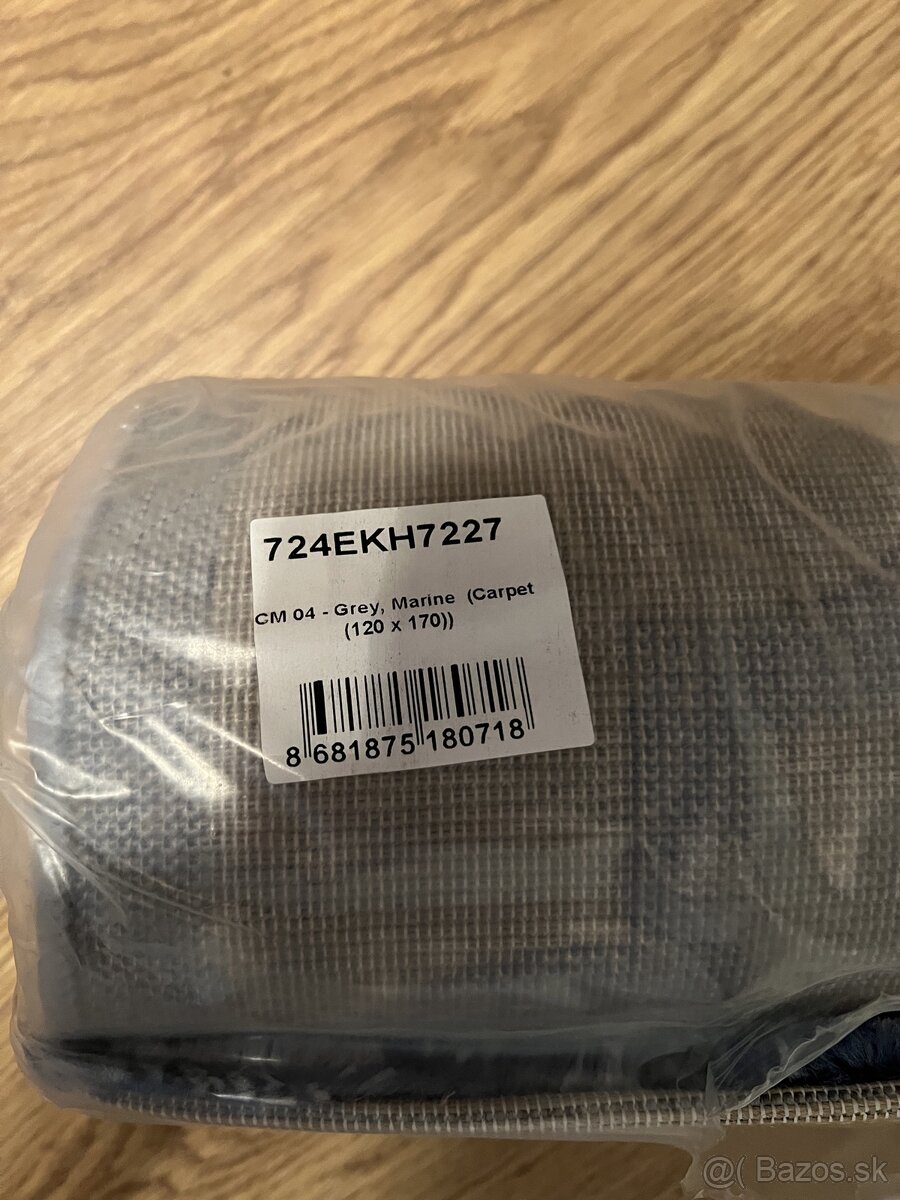 724EKH7227
CM 04 - Grey, Marine (Carpet
(120 x 170))
8 681875 180718
@( Bazos.sk